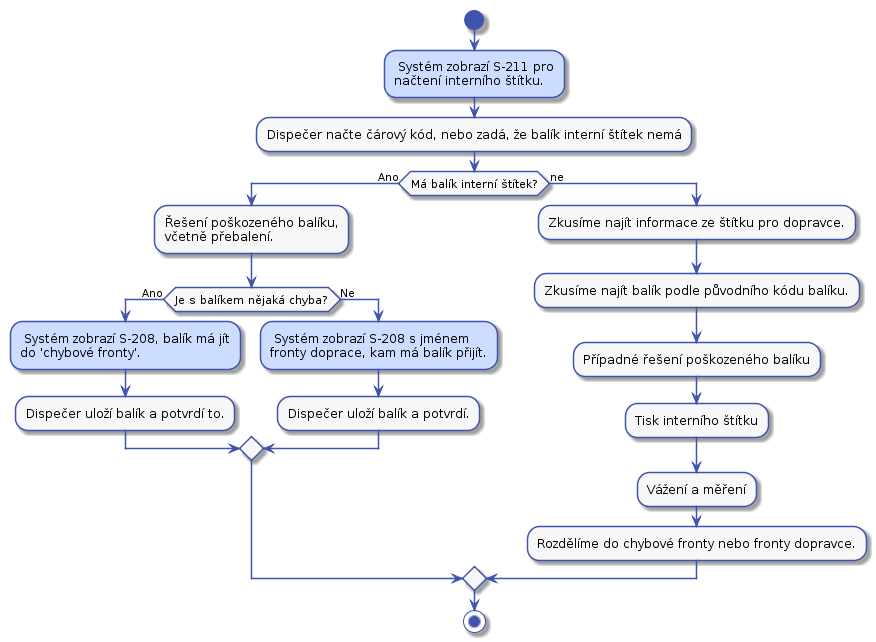 Systém zobrazí S-211 pro
načtení interního štítku.
Dispečer načte čárový kód, nebo zadá, že balík interní štítek nemá
Ano
Má balík interní štítek?
ne
Řešení poškozeného balíku,
včetně přebalení.
Ano
Je s balíkem nějaká chyba?
Ne
Systém zobrazí S-208, balík má jít
do 'chybové fronty'.
Dispečer uloží balík a potvrdí to.
Systém zobrazí S-208 s jménem
fronty doprace, kam má balík přijít.
Dispečer uloží balík a potvrdí.
Zkusíme najít informace ze štítku pro dopravce.
Zkusíme najít balík podle původního kódu balíku.
Případné řešení poškozeného balíku
Tisk interního štítku
Vážení a měření
Rozdělíme do chybové fronty nebo fronty dopravce.